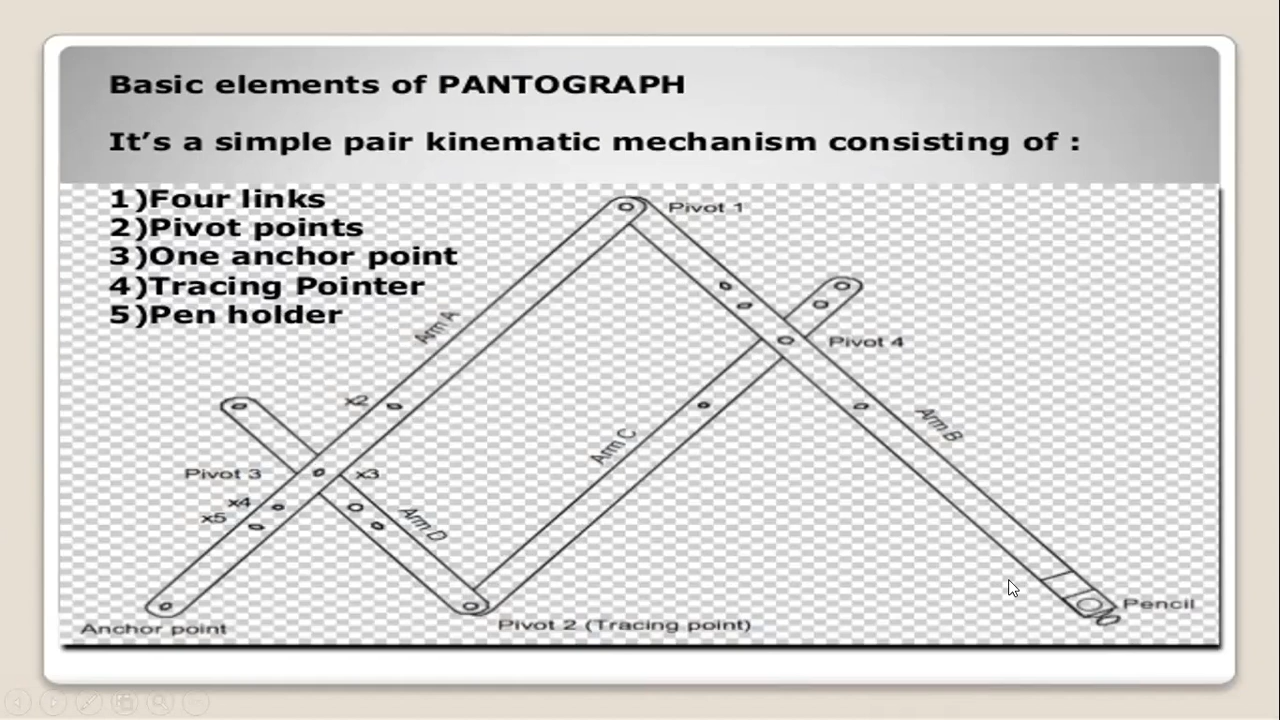 Basic elements of PANTOGRAPH
It’s a simple pair kinematic mechanism consisting of :
1)Four links
2)Pivot points
3)One anchor point
4)Tracing Pointer
5)Pen holder
Pivot 1
Arm A
Pivot 4
x2
Arm B
Arm C
Pivot 3
x3
x4
x5
Arm D
Pencil
Anchor point
Pivot 2 (Tracing point)